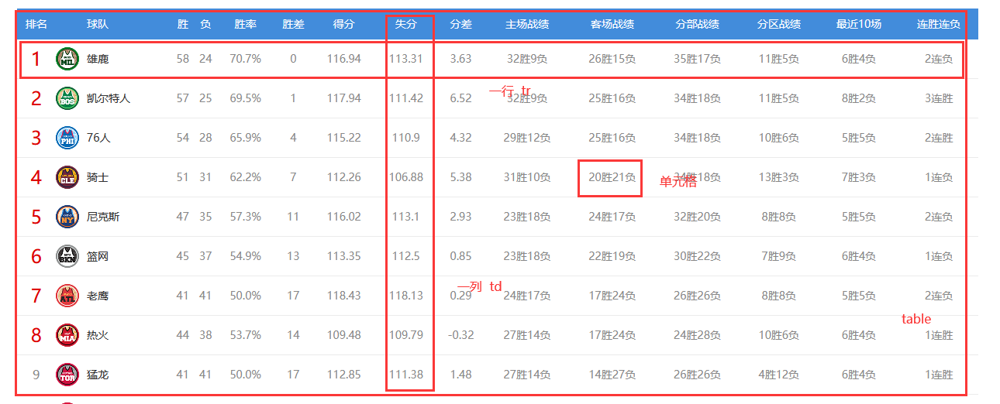 排名 球队 胜 负 胜率 胜差 得分 失分 分差 主场战绩 客场战绩 分部战绩 分区战绩 最近10场 连胜连负
1 MIL 雄鹿 58 24 70.7% 0 116.94 113.31 3.63 32胜9负 26胜15负 35胜17负 11胜5负 6胜4负 2连负
一行 tr
2 BOS 凯尔特人 57 25 69.5% 1 117.94 111.42 6.52 32胜9负 25胜16负 34胜18负 11胜5负 8胜2负 3连胜
3 PHI 76人 54 28 65.9% 4 115.22 110.9 4.32 29胜12负 25胜16负 34胜18负 10胜6负 5胜5负 2连胜
4 CLE 骑士 51 31 62.2% 7 112.26 106.88 5.38 31胜10负 20胜21负 34胜18负 13胜3负 7胜3负 1连负
单元格
5 NY 尼克斯 47 35 57.3% 11 116.02 113.1 2.93 23胜18负 24胜17负 32胜20负 8胜8负 5胜5负 2连负
6 BKN 篮网 45 37 54.9% 13 113.35 112.5 0.85 23胜18负 22胜19负 30胜22负 7胜9负 6胜4负 1连负
一列 td
7 ATL 老鹰 41 41 50.0% 17 118.43 118.13 0.29 24胜17负 17胜24负 26胜26负 8胜8负 5胜5负 2连负
table
8 MIA 热火 44 38 53.7% 14 109.48 109.79 -0.32 27胜14负 17胜24负 24胜28负 10胜6负 6胜4负 1连胜
9 TOR 猛龙 41 41 50.0% 17 112.85 111.38 1.48 27胜14负 14胜27负 26胜26负 4胜12负 6胜4负 1连胜